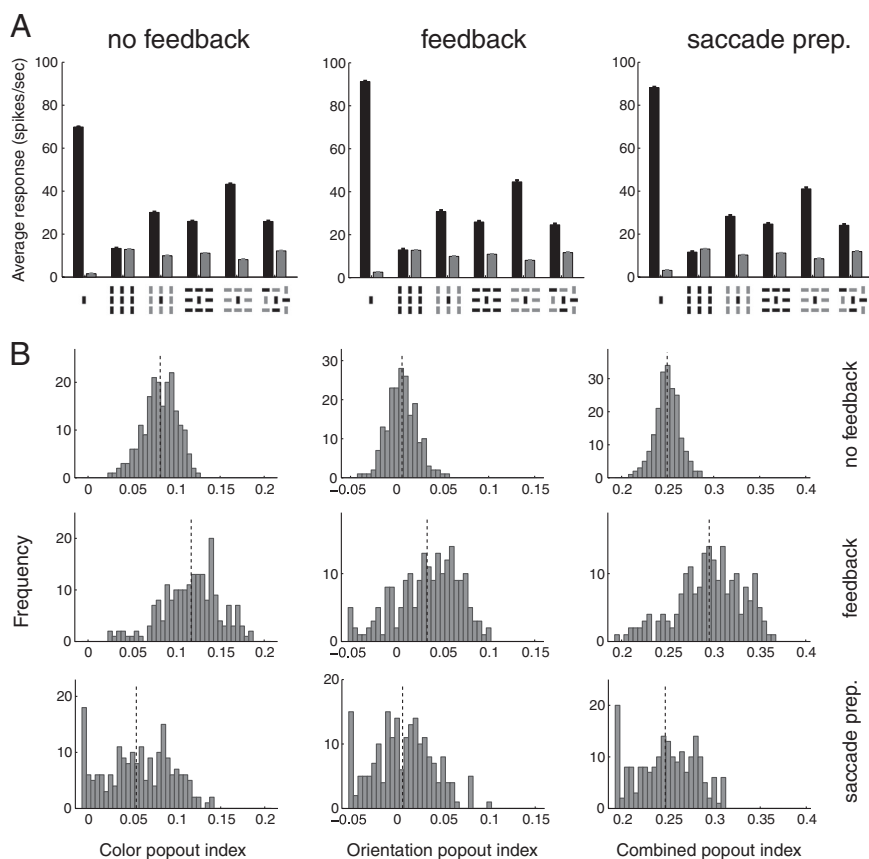 A
no feedback
feedback
saccade prep.
Average response (spikes/sec)
100
80
60
40
20
0
100
80
60
40
20
0
100
80
60
40
20
0
B
Frequency
20
10
0
0 0.05 0.1 0.15 0.2
30
20
10
0
−0.05 0 0.05 0.1 0.15
30
20
10
0
0.2 0.25 0.3 0.35 0.4
no feedback
20
10
0
0 0.05 0.1 0.15 0.2
10
0
−0.05 0 0.05 0.1 0.15
10
0
0.2 0.25 0.3 0.35 0.4
feedback
20
10
0
0 0.05 0.1 0.15 0.2
20
10
0
−0.05 0 0.05 0.1 0.15
20
10
0
0.2 0.25 0.3 0.35 0.4
saccade prep.
Color popout index
Orientation popout index
Combined popout index